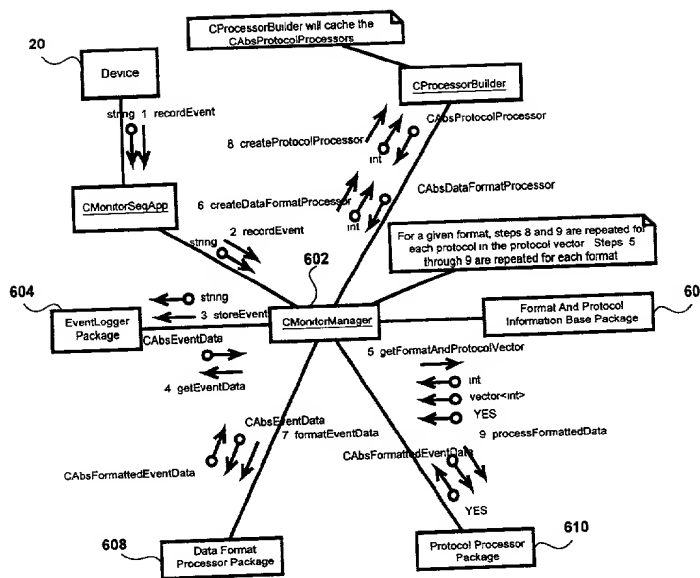 CProcessorBuilder will cache the
CAbsProtocolProcessors
20
Device
CProcessorBuilder
string 1 recordEvent
CAbsProtocolProcessor
8 createProtocolProcessor
int
CMonitorSeqApp
6 createDataFormatProcessor
CAbsDataFormatProcessor
int
2 recordEvent
string
For a given format, steps 8 and 9 are repeated for
each protocol in the protocol vector Steps 5
through 9 are repeated for each format
602
604
string
3 storeEvent
EventLogger
Package
CMonitorManager
Format And Protocol
Information Base Package
CAbsEventData
4 getEventData
5 getFormatAndProtocolVector
int
vector<int>
YES
CAbsEventData
7 formatEventData
9 processFormattedData
CAbsFormattedEventData
CAbsFormattedEventData
YES
608
Data Format
Processor Package
610
Protocol Processor
Package